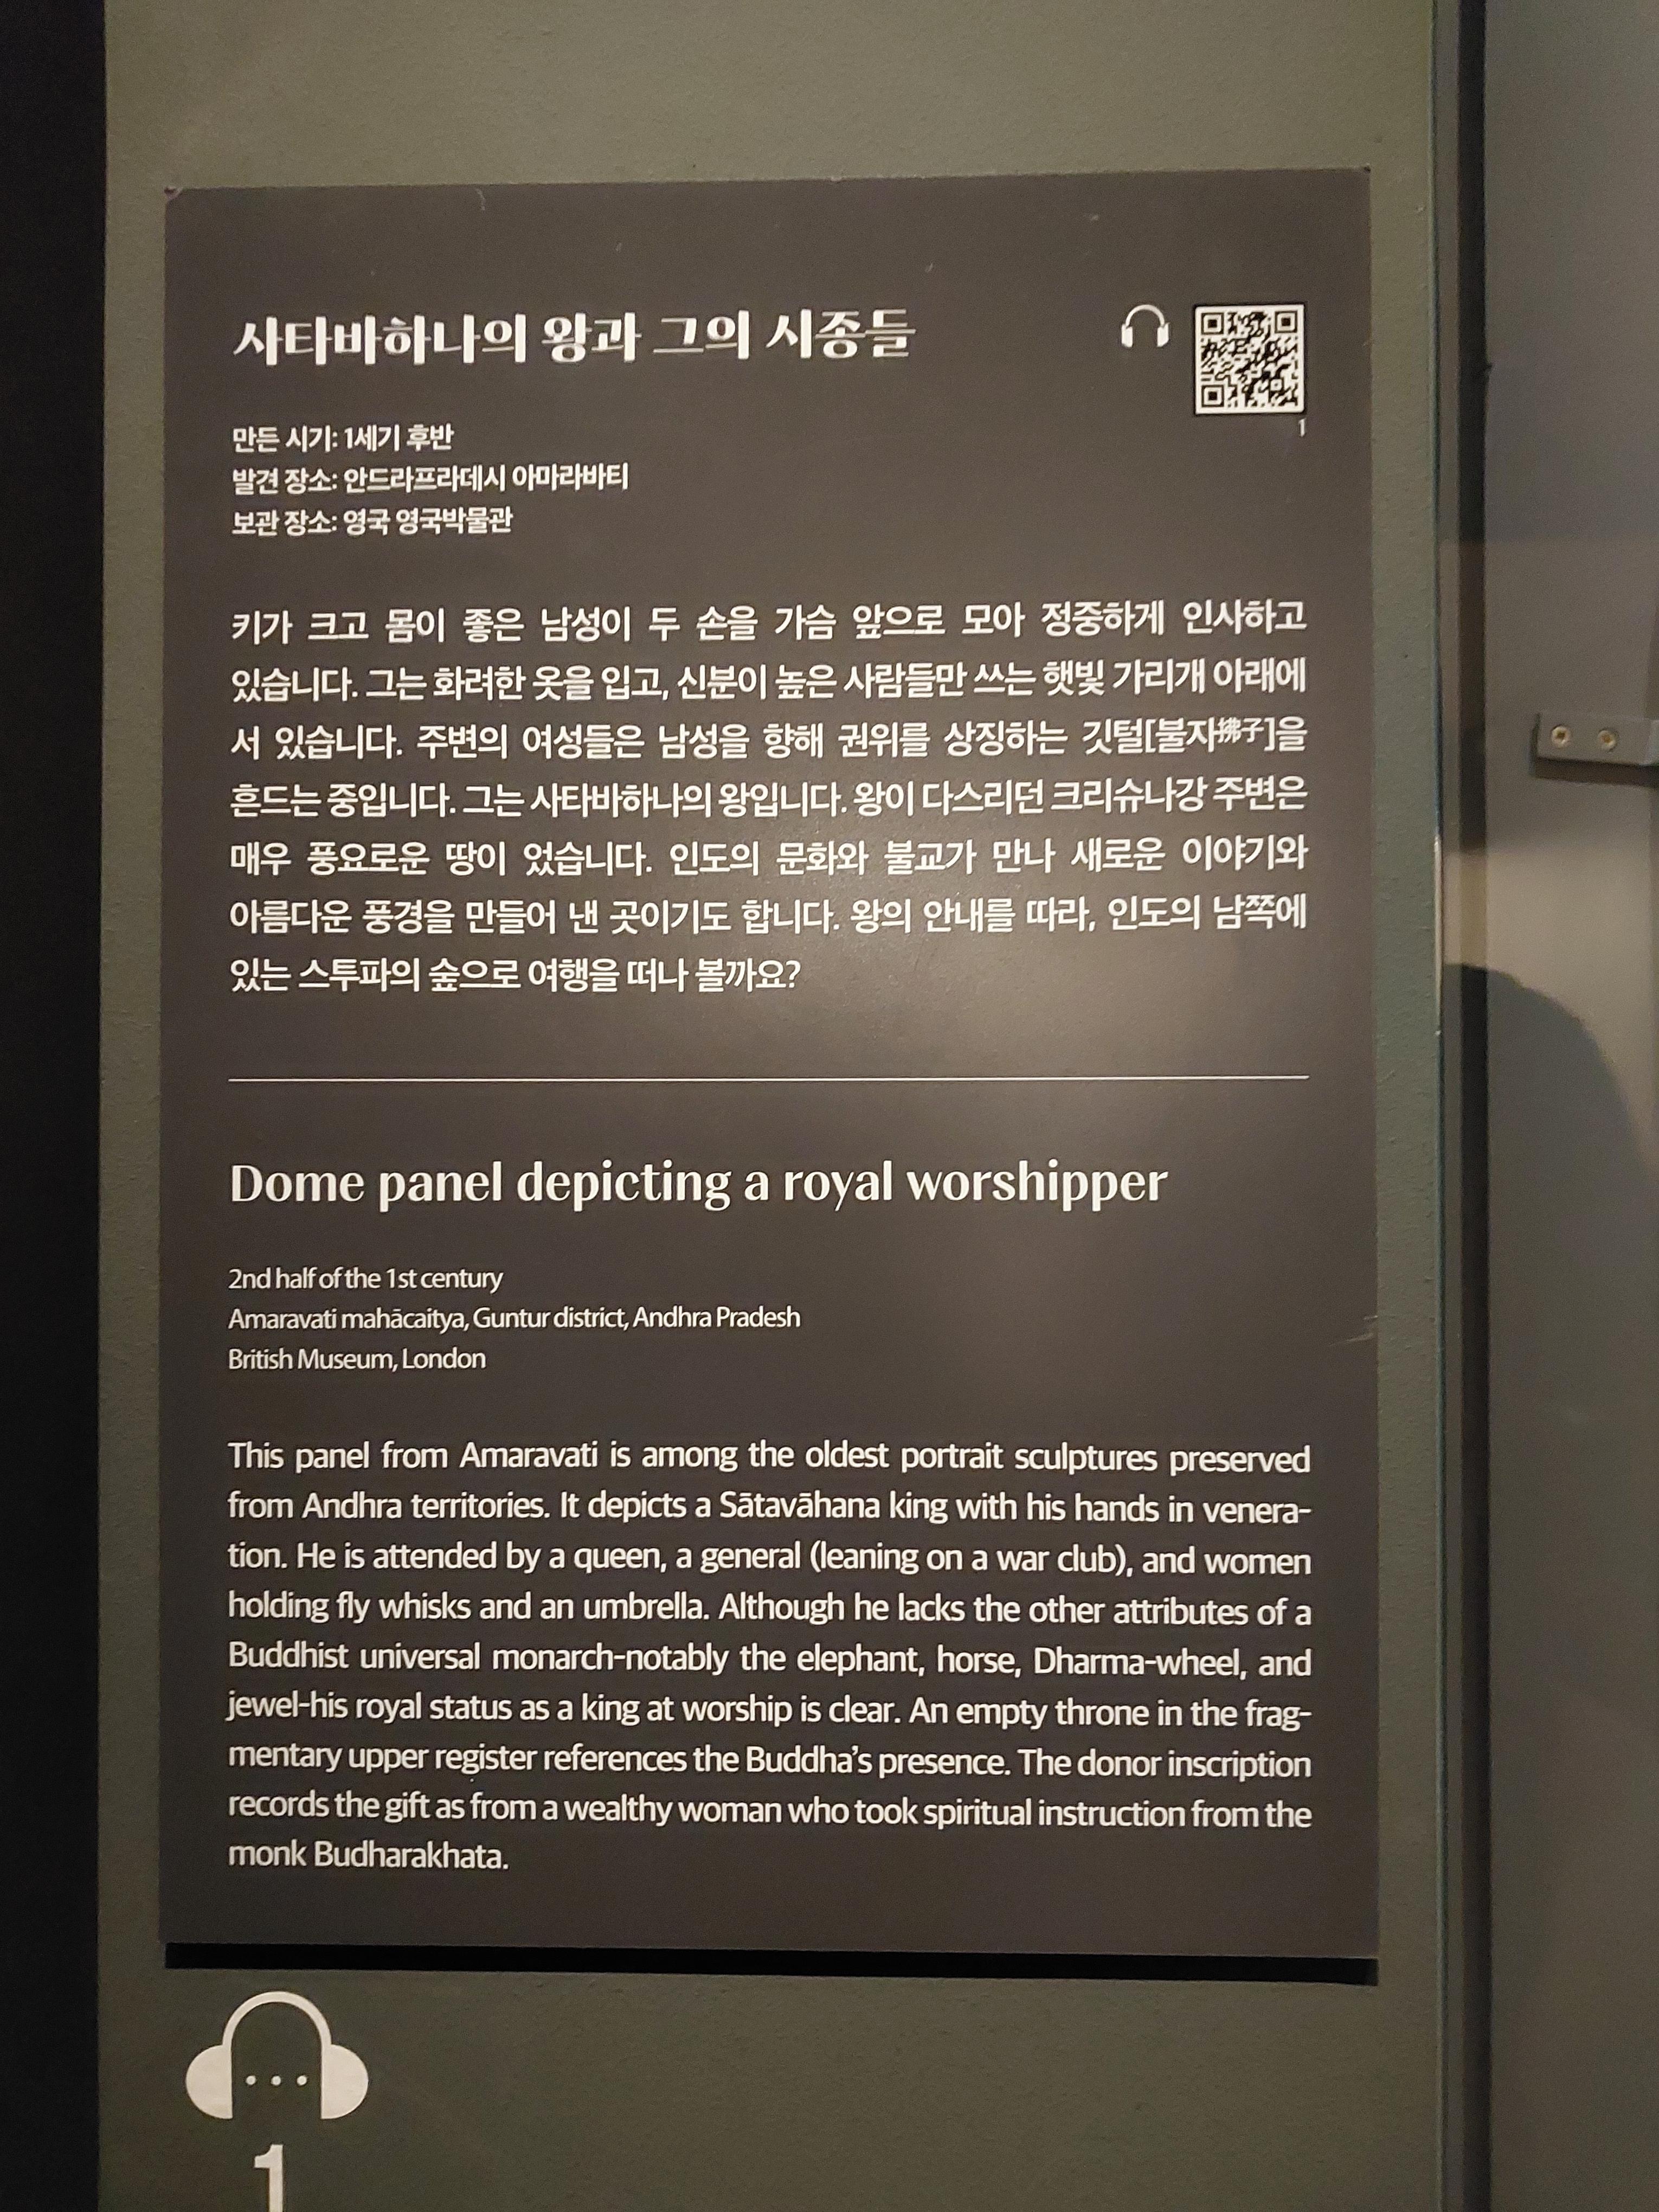 사타바하나의 왕과 그의 시종들
1
만든 시기: 1세기 후반
발견 장소: 안드라프라데시 아마라바티
보관 장소: 영국 영국박물관
키가 크고 몸이 좋은 남성이 두 손을 가슴 앞으로 모아 정중하게 인사하고
있습니다. 그는 화려한 옷을 입고, 신분이 높은 사람들만 쓰는 햇빛 가리개 아래에
서 있습니다. 주변의 여성들은 남성을 향해 권위를 상징하는 깃털[불자拂子]을
흔드는 중입니다. 그는 사타바하나의 왕입니다. 왕이 다스리던 크리슈나강 주변은
매우 풍요로운 땅이 었습니다. 인도의 문화와 불교가 만나 새로운 이야기와
아름다운 풍경을 만들어 낸 곳이기도 합니다. 왕의 안내를 따라, 인도의 남쪽에
있는 스투파의 숲으로 여행을 떠나 볼까요?
Dome panel depicting a royal worshipper
2nd half of the 1st century
Amaravati mahācaitya, Guntur district, Andhra Pradesh
British Museum, London
This panel from Amaravati is among the oldest portrait sculptures preserved
from Andhra territories. It depicts a Sātavāhana king with his hands in venera-
tion. He is attended by a queen, a general (leaning on a war club), and women
holding fly whisks and an umbrella. Although he lacks the other attributes of a
Buddhist universal monarch-notably the elephant, horse, Dharma-wheel, and
jewel-his royal status as a king at worship is clear. An empty throne in the frag-
mentary upper register references the Buddha's presence. The donor inscription
records the gift as from a wealthy woman who took spiritual instruction from the
monk Budharakhata.
1